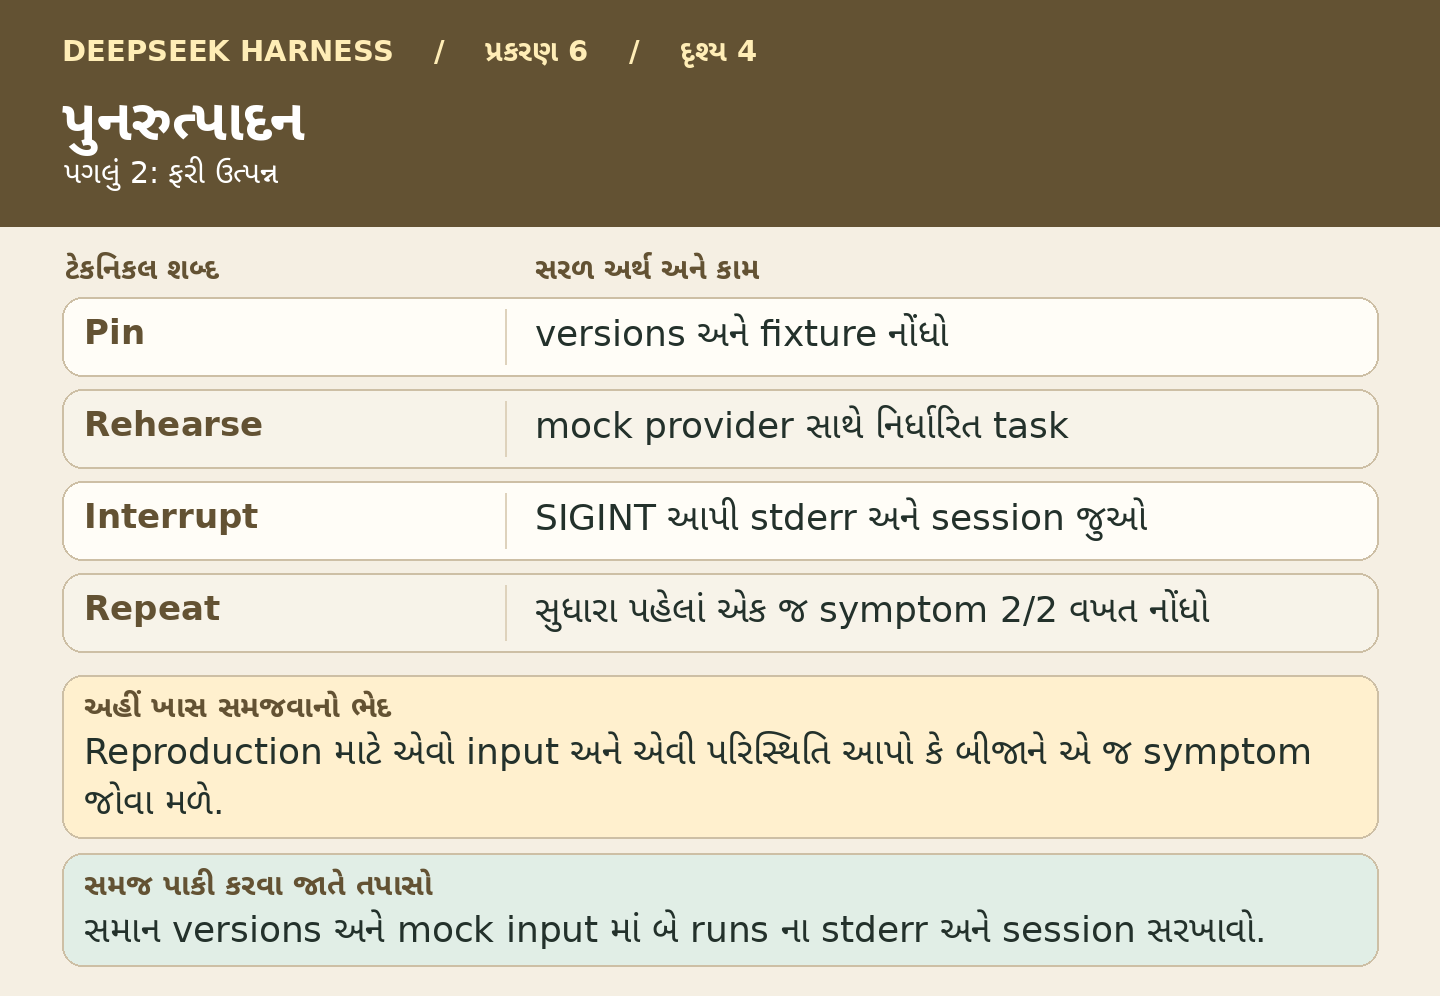 DEEPSEEK HARNESS / પ્રકરણ 6 / દૃશ્ય 4
પુનરુત્પાદન
પગલું 2: ફરી ઉત્પન્ન
ટેકનિકલ શબ્દ સરળ અર્થ અને કામ
Pin versions અને fixture નોંધો
Rehearse mock provider સાથે નિર્ધારિત task
Interrupt SIGINT આપી stderr અને session જુઓ
Repeat સુધારા પહેલાં એક જ symptom 2/2 વખત નોંધો
અહીં ખાસ સમજવાનો ભેદ
Reproduction માટે એવો input અને એવી પરિસ્થિતિ આપો કે બીજાને એ જ symptom
જોવા મળે.
સમજ પાકી કરવા જાતે તપાસો
સમાન versions અને mock input માં બે runs ના stderr અને session સરખાવો.